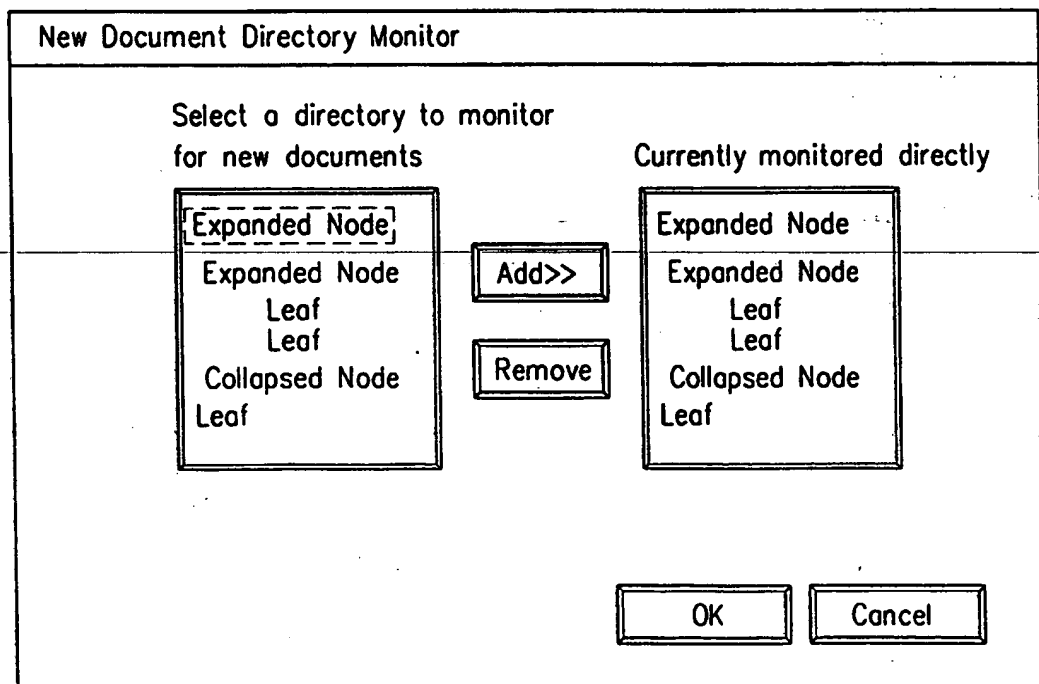 New Document Directory Monitor
Select a directory to monitor
for new documents
Currently monitored directly
Expanded Node
Expanded Node
Leaf
Leaf
Collapsed Node
Leaf
Add>>
Remove
Expanded Node
Expanded Node
Leaf
Leaf
Collapsed Node
Leaf
OK
Cancel